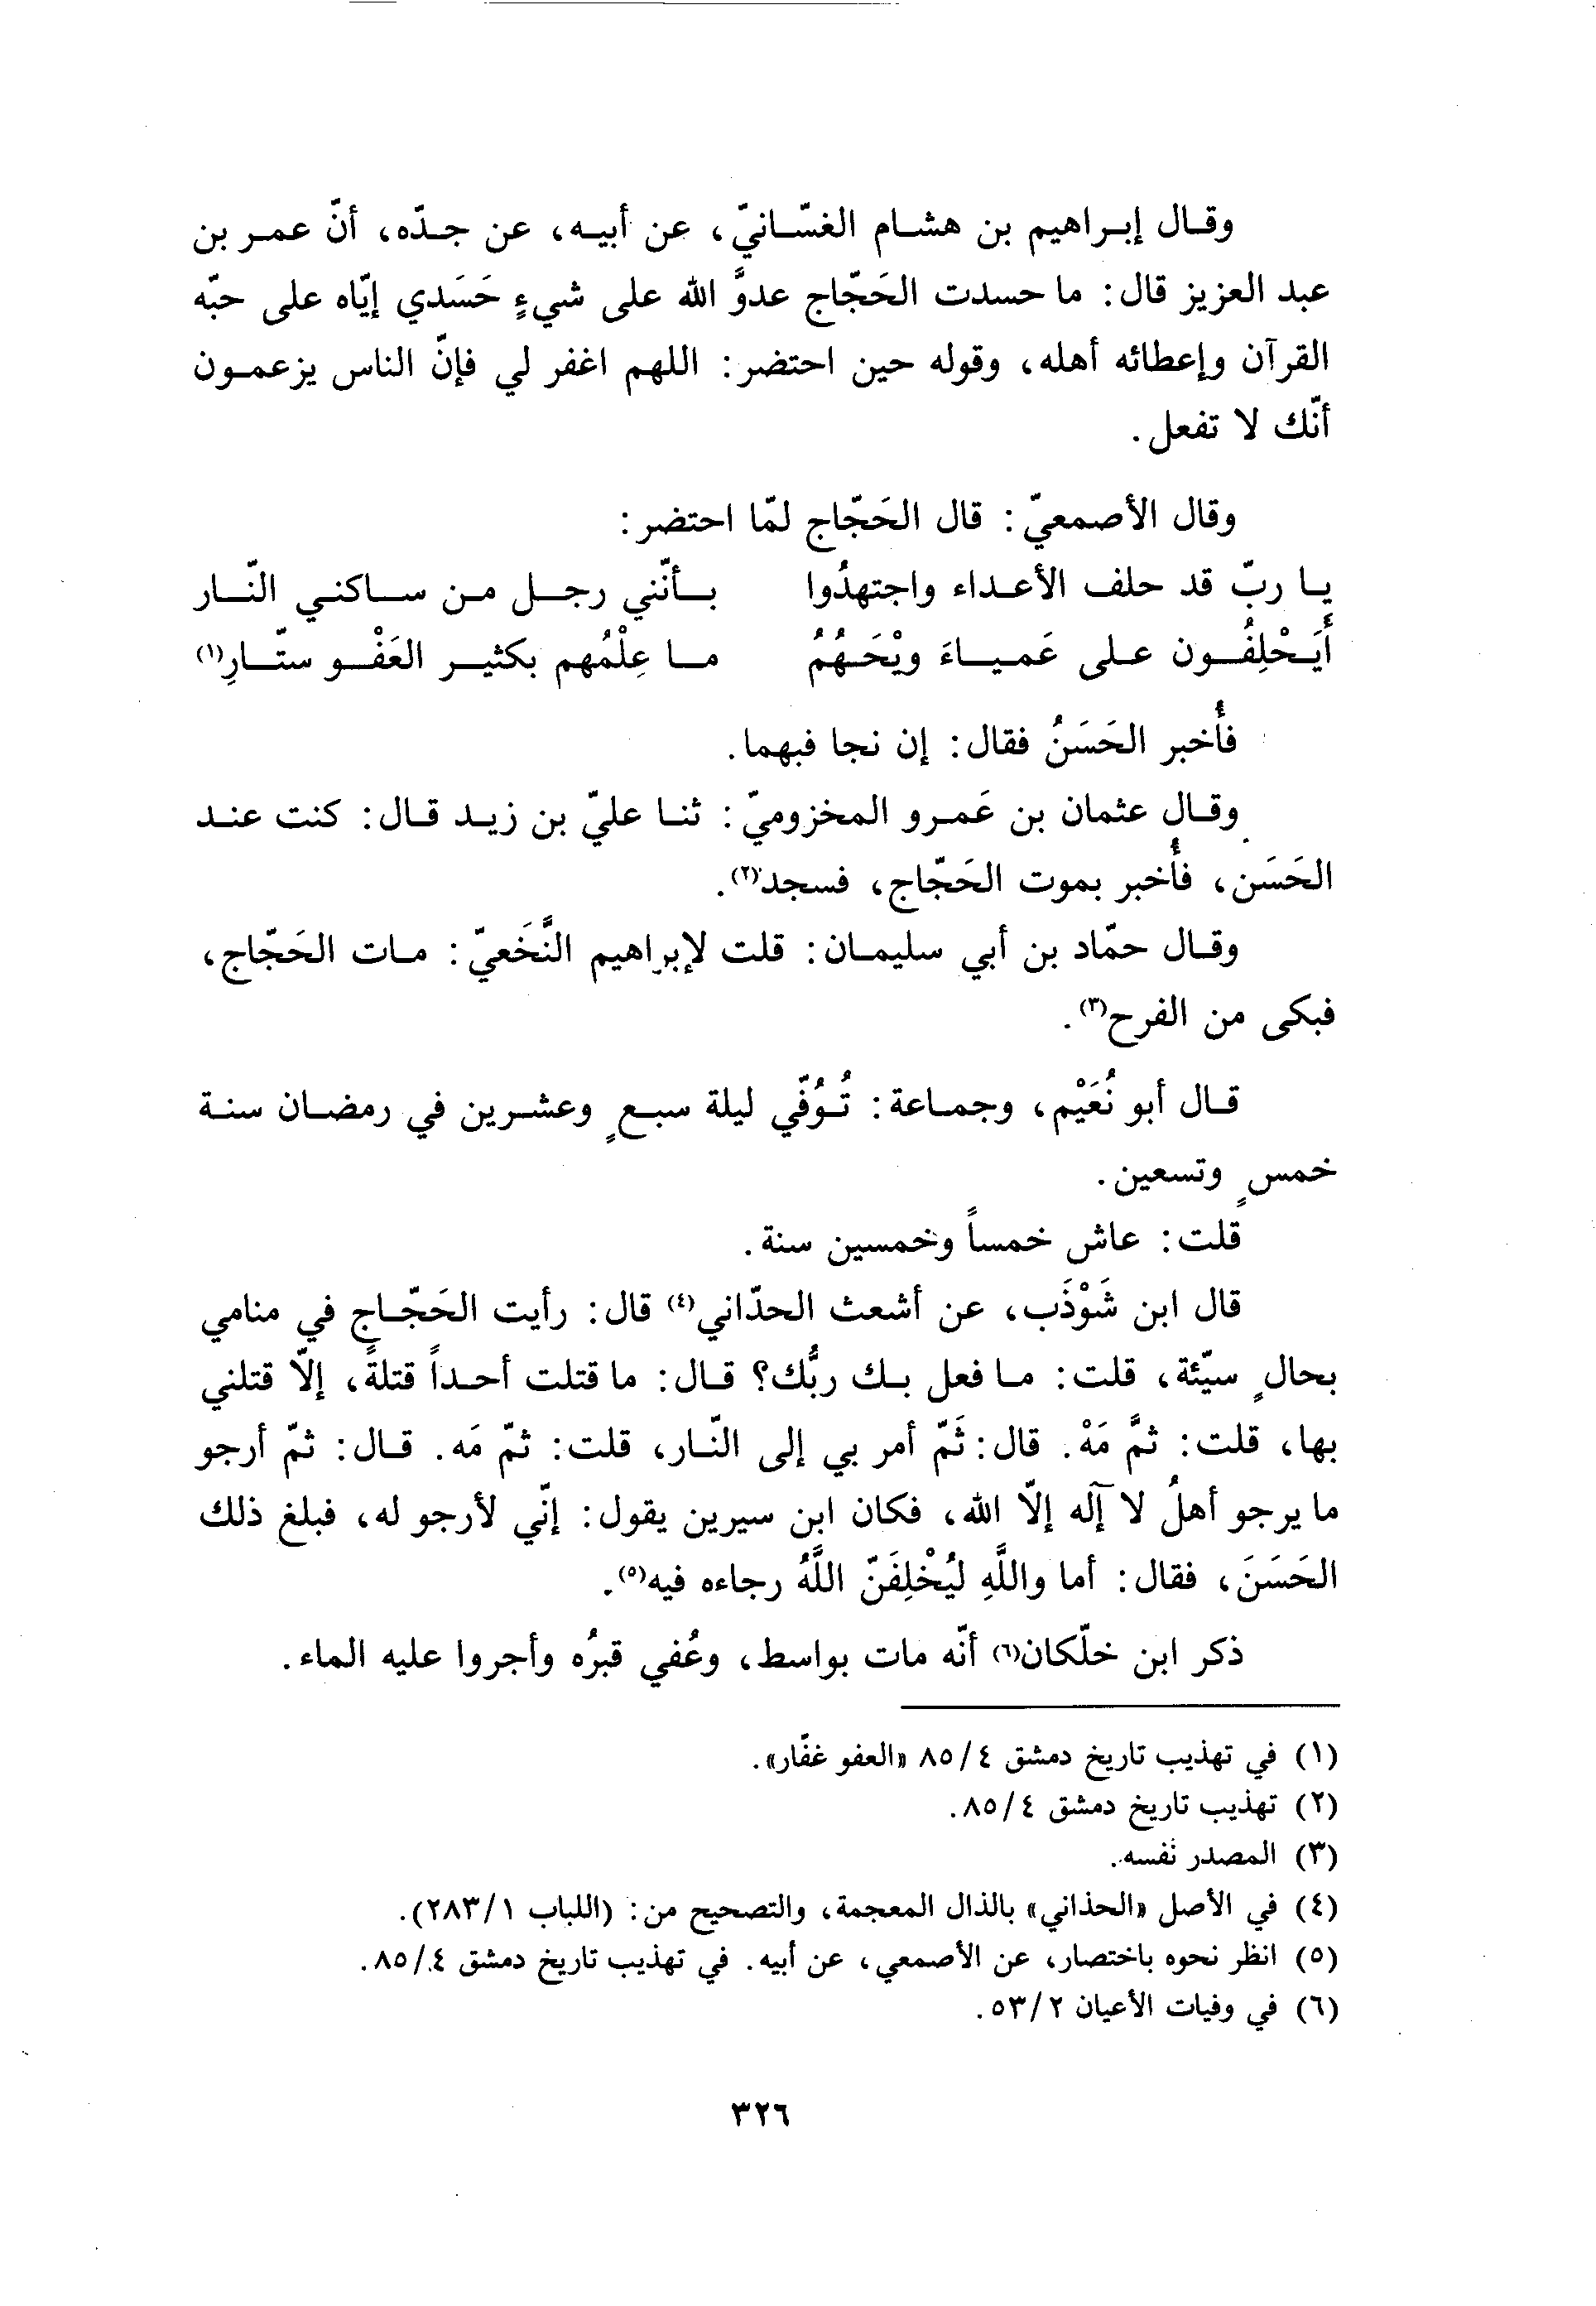 وقال إبراهيم بن هشام الغسّانيّ، عن أبيه، عن جدّه، أنّ عمر بن
عبد العزيز قال: ما حسدت الحَجّاج عدوَّ الله على شيءٍ حَسَدي إيّاه على حبّه
القرآن وإعطائه أهله، وقوله حين احتضر: اللهم اغفر لي فإنّ الناس يزعمون
أنّك لا تفعل.
وقال الأصمعيّ: قال الحَجّاج لمّا احتضر:
يا ربّ قد حلف الأعداء واجتهدُوا بأنّني رجل من ساكني النّار
أَيَحْلِفُون على عَمياءَ ويْحَهُمُ ما عِلْمُهم بكثير العَفْو ستّارِ(١)
فأُخبر الحَسَنُ فقال: إن نجا فبهما.
وقال عثمان بن عَمرو المخزوميّ: ثنا عليّ بن زيد قال: كنت عند
الحَسَن، فأُخبر بموت الحَجّاج، فسجد(٢).
وقال حمّاد بن أبي سليمان: قلت لإبراهيم النَّخَعيّ: مات الحَجّاج،
فبكى من الفرح(٣).
قال أبو نُعَيْم، وجماعة: تُوُفّي ليلة سبعٍ وعشرين في رمضان سنة
خمسٍ وتسعين.
قلت: عاش خمساً وخمسين سنة.
قال ابن شَوْذَب، عن أشعث الحدّاني(٤) قال: رأيت الحَجّاج في منامي
بحالٍ سيّئة، قلت: ما فعل بك ربُّك؟ قال: ما قتلت أحداً قتلةً، إلّا قتلني
بها، قلت: ثمَّ مَهْ. قال: ثَمّ أمر بي إلى النّار، قلت: ثمّ مَه. قال: ثمّ أرجو
ما يرجو أهلُ لا إله إلّا الله، فكان ابن سيرين يقول: إنّي لأرجو له، فبلغ ذلك
الحَسَنَ، فقال: أما واللَّهِ ليُخْلِفَنّ اللَّهُ رجاءه فيه(٥).
ذكر ابن خلّكان(٦) أنّه مات بواسط، وعُفي قبرُه وأجروا عليه الماء.
(١) في تهذيب تاريخ دمشق ٨٥/٤ «العفو غفّار».
(٢) تهذيب تاريخ دمشق ٨٥/٤.
(٣) المصدر نفسه.
(٤) في الأصل «الحذاني» بالذال المعجمة، والتصحيح من: (اللباب ٢٨٣/١).
(٥) انظر نحوه باختصار، عن الأصمعي، عن أبيه. في تهذيب تاريخ دمشق ٨٥/٤.
(٦) في وفيات الأعيان ٥٣/٢.
٣٢٦